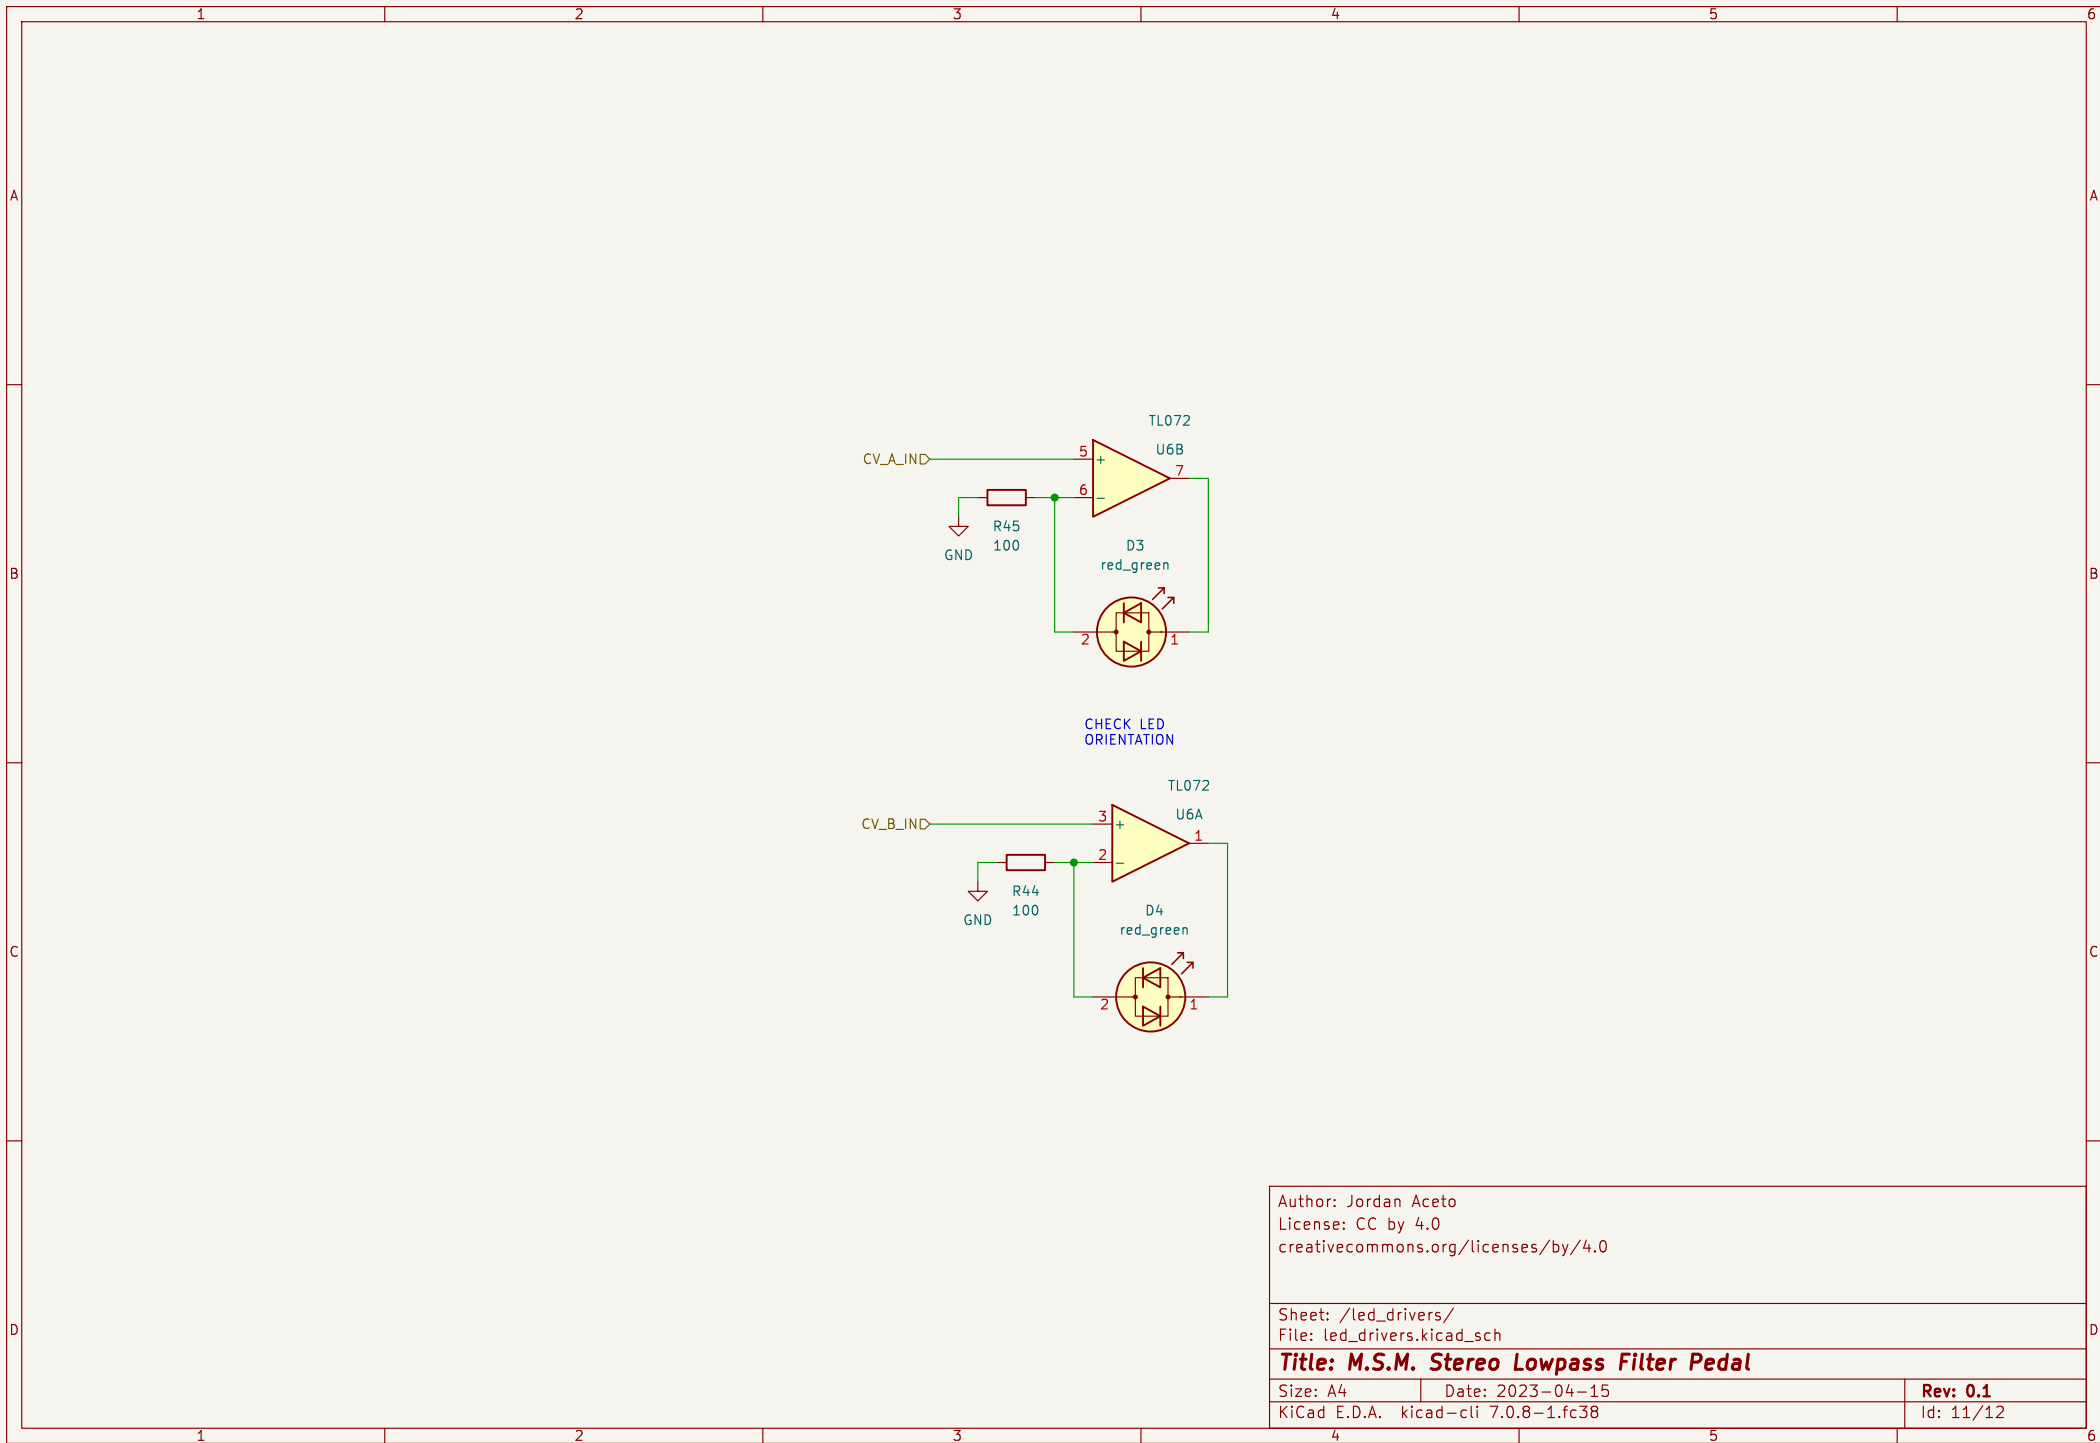 1 2 3 4 5 6
A A
TL072
U6B
CV_A_IN
5
+
7
6
−
R45
100
GND
D3
red_green
B B
2 1
CHECK LED
ORIENTATION
TL072
U6A
CV_B_IN
3
+
1
2
−
R44
100
GND
D4
red_green
C C
2 1
Author: Jordan Aceto
License: CC by 4.0
creativecommons.org/licenses/by/4.0
Sheet: /led_drivers/
File: led_drivers.kicad_sch
D D
Title: M.S.M. Stereo Lowpass Filter Pedal
Size: A4 Date: 2023-04-15 Rev: 0.1
KiCad E.D.A. kicad-cli 7.0.8-1.fc38 Id: 11/12
1 2 3 4 5 6